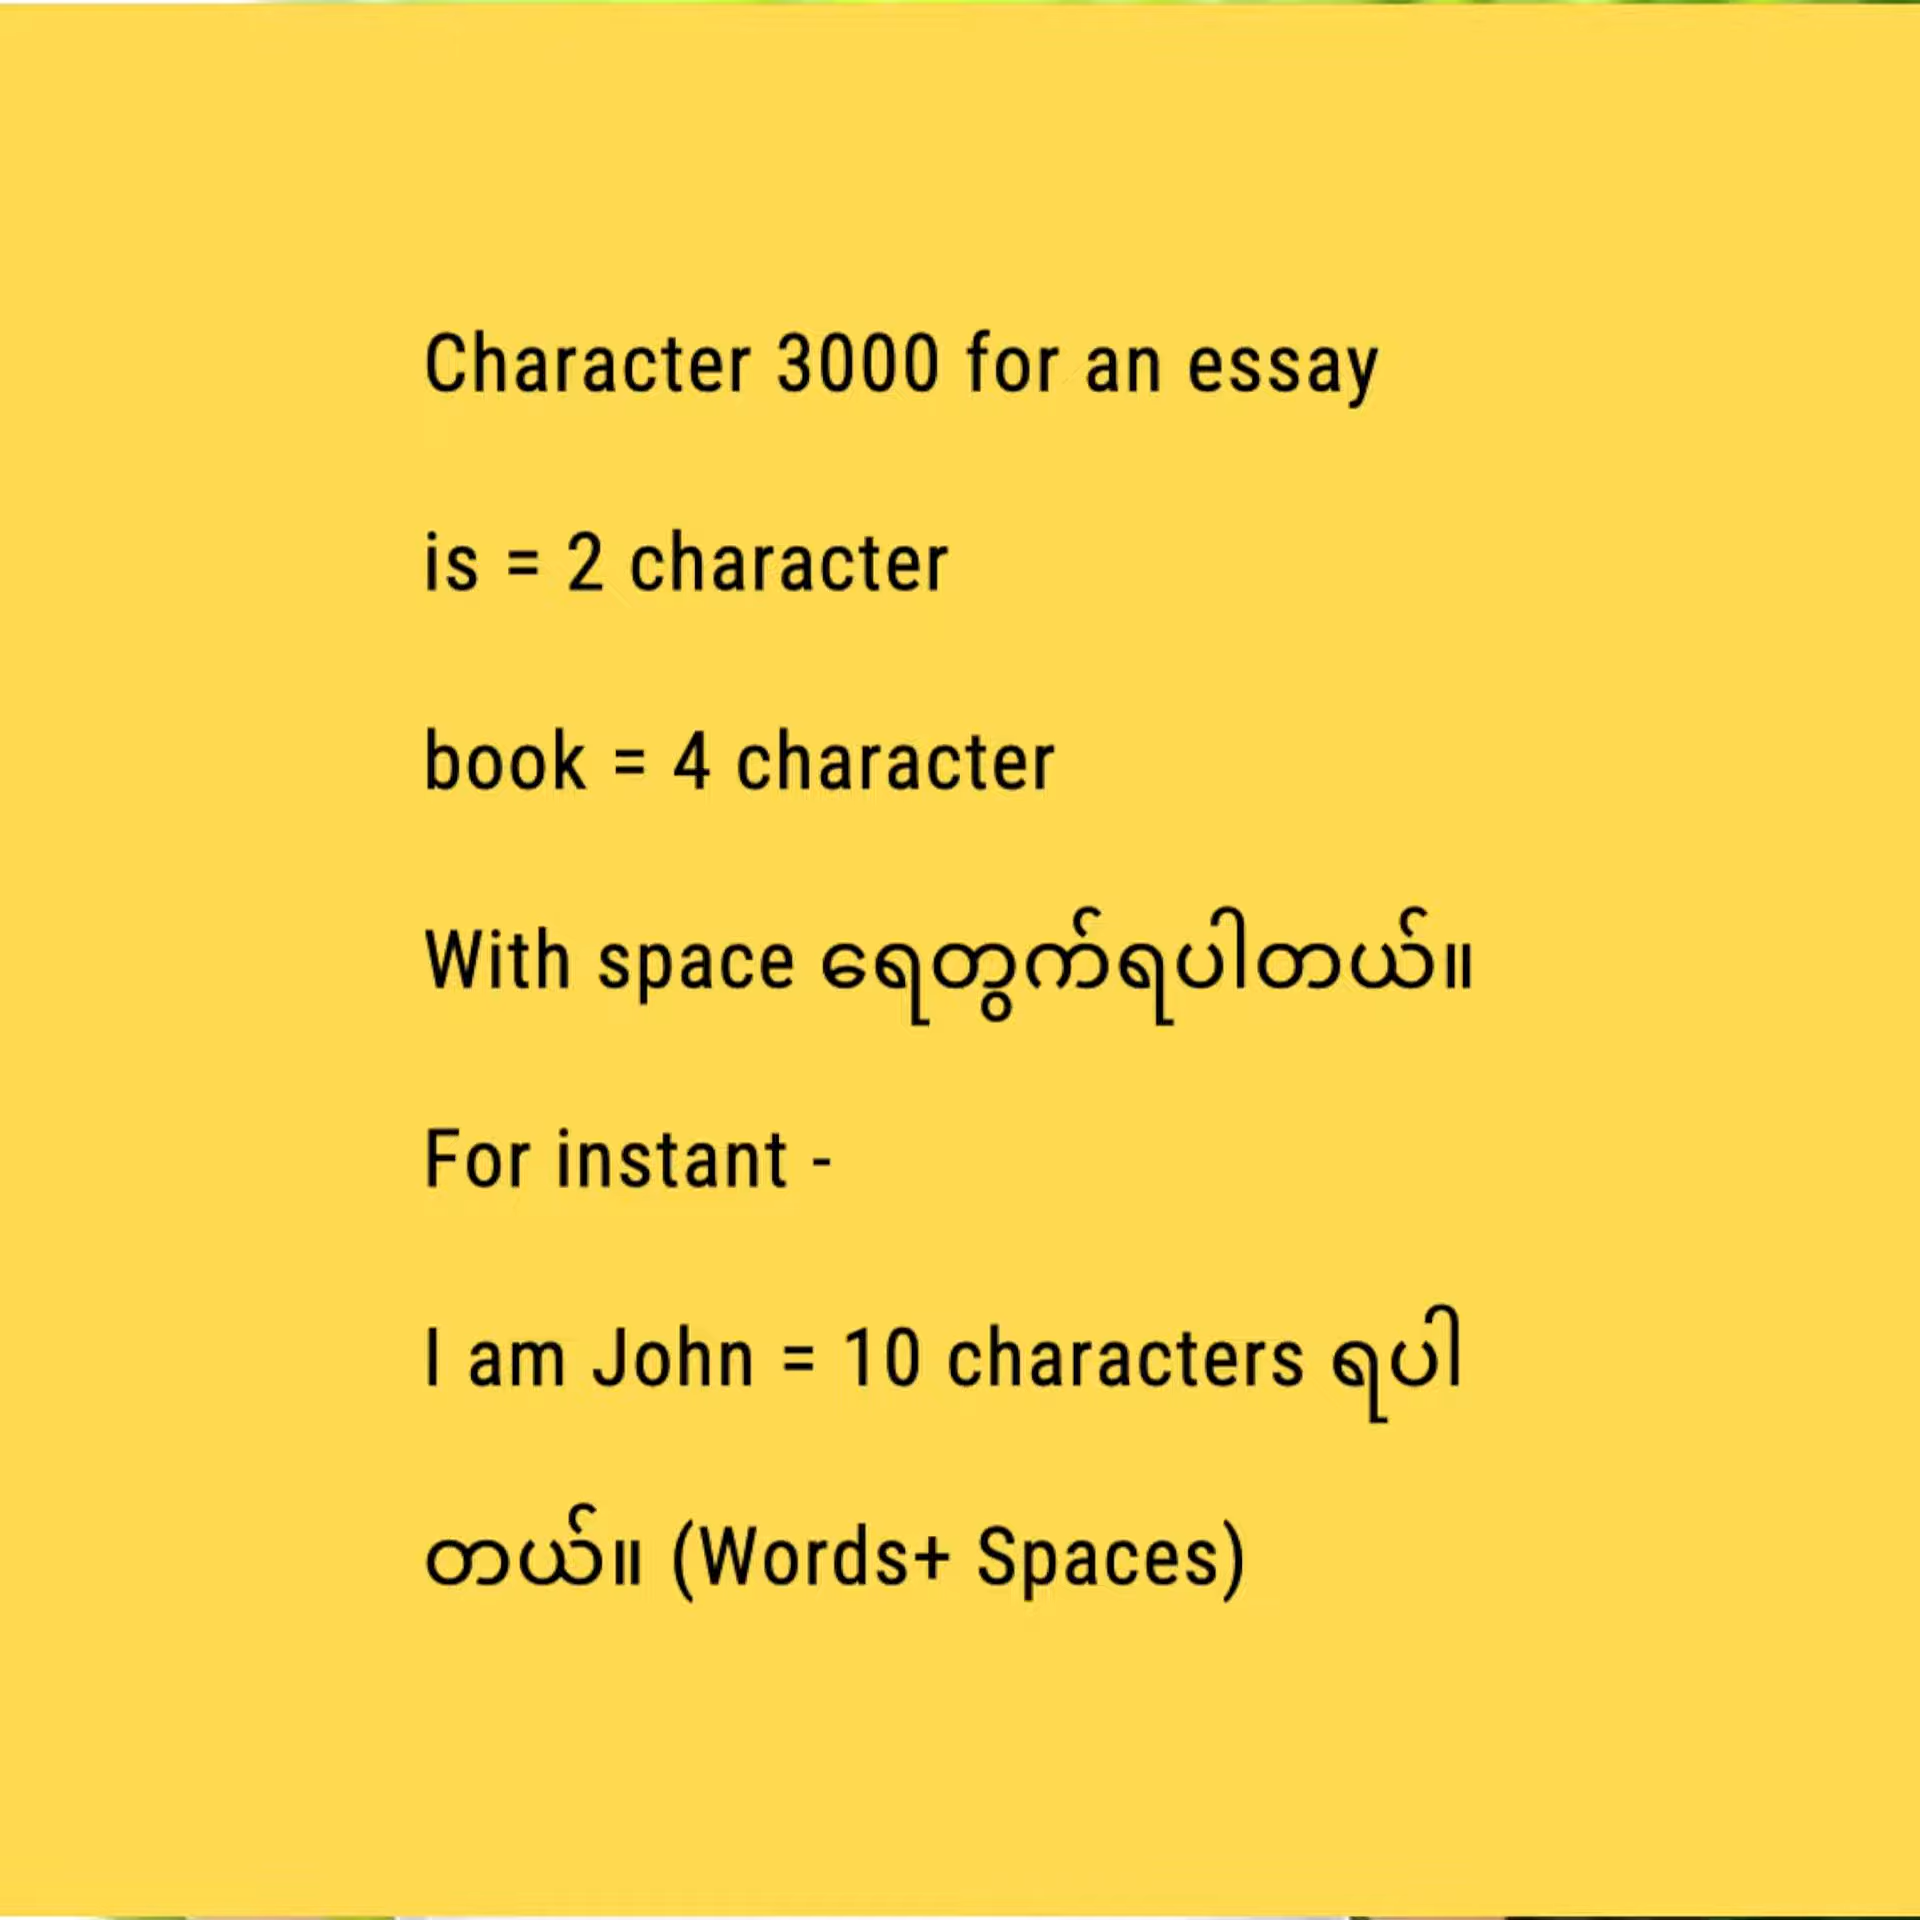 Character 3000 for an essay
is = 2 character
book = 4 character
With space ရေတွက်ရပါတယ်။
For instant -
I am John = 10 characters ရပါ
တယ်။ (Words+ Spaces)